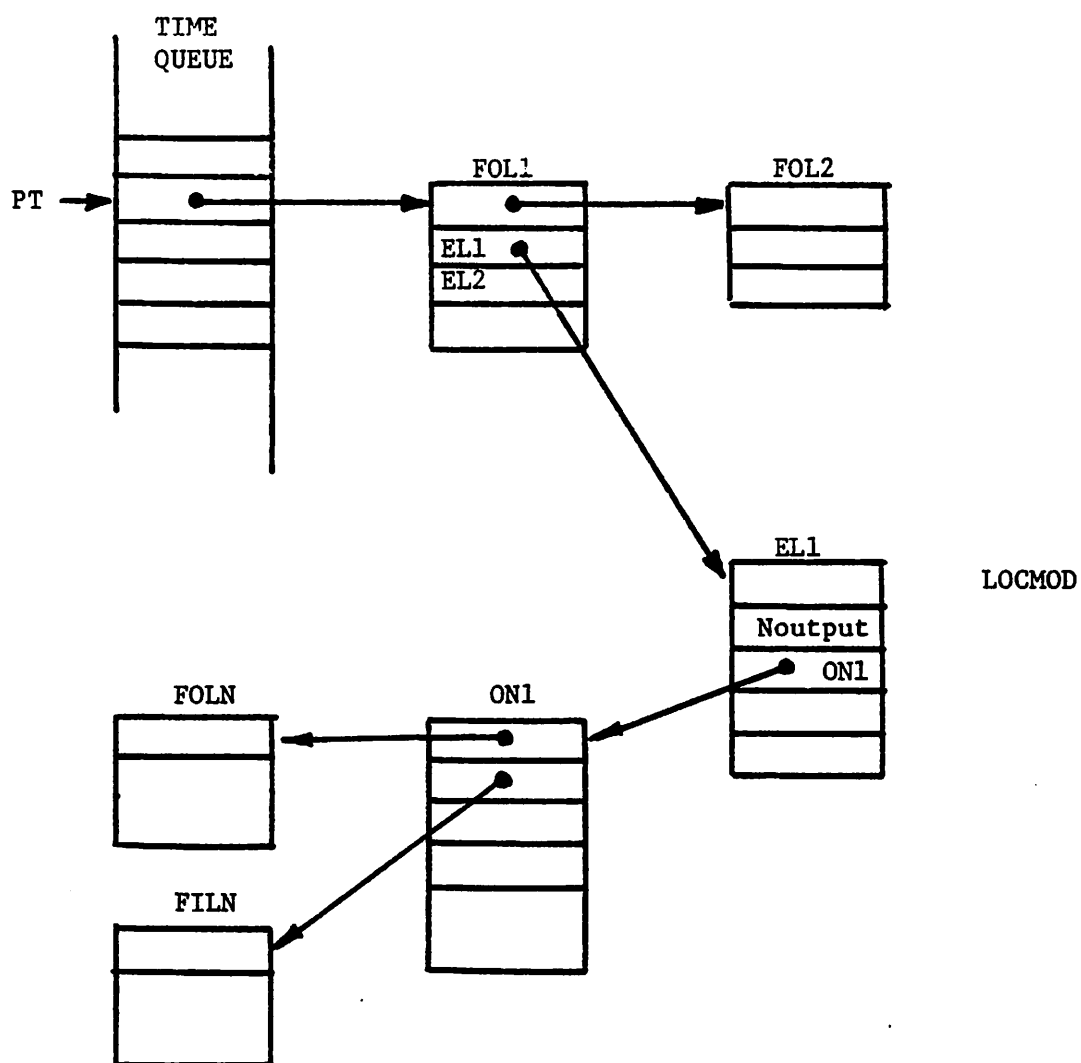 TIME
QUEUE
PT
FOL1
FOL2
EL1
EL2
EL1
LOCMOD
Noutput
ON1
FOLN
ON1
FILN